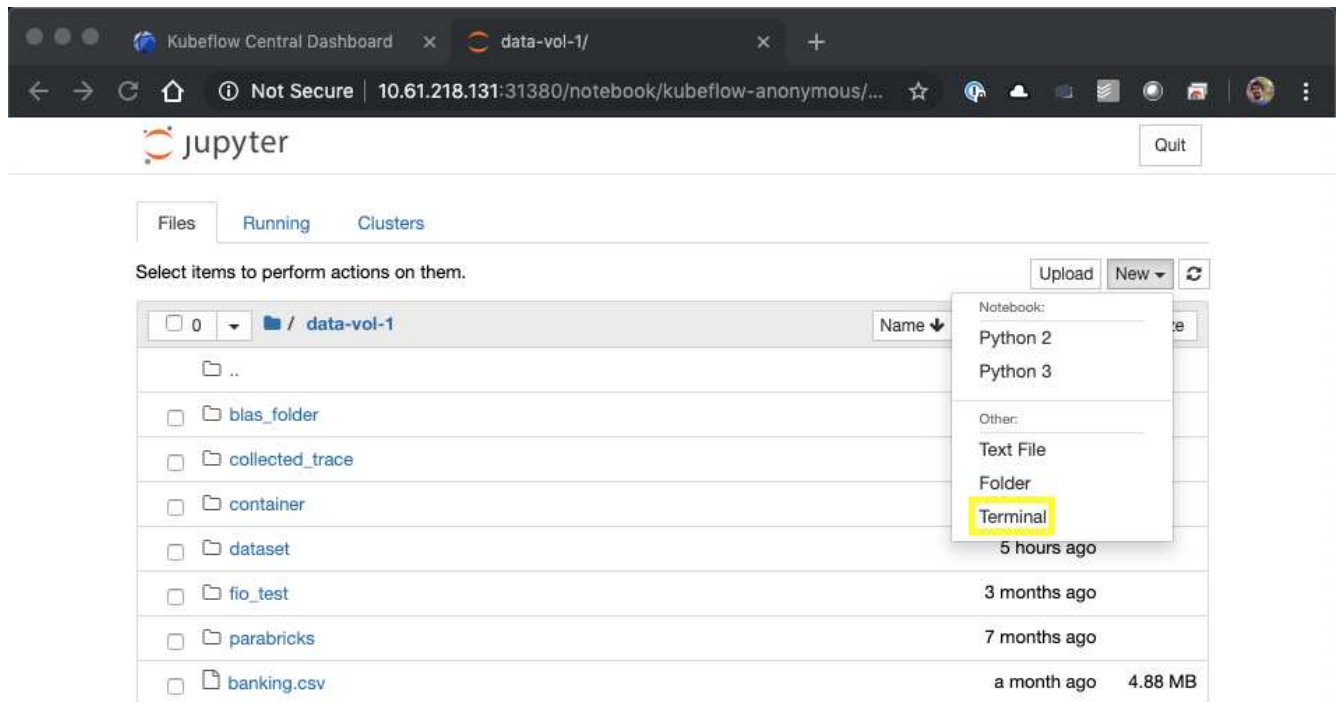 Kubeflow Central Dashboard × data-vol-1/ × +
Not Secure | 10.61.218.131:31380/notebook/kubeflow-anonymous/...
jupyter Quit
Files Running Clusters
Select items to perform actions on them. Upload New
Notebook:
0 / data-vol-1 Name
Python 2
Python 3
..
blas_folder
Other:
Text File
collected_trace
Folder
container
Terminal
dataset 5 hours ago
fio_test 3 months ago
parabricks 7 months ago
banking.csv a month ago 4.88 MB